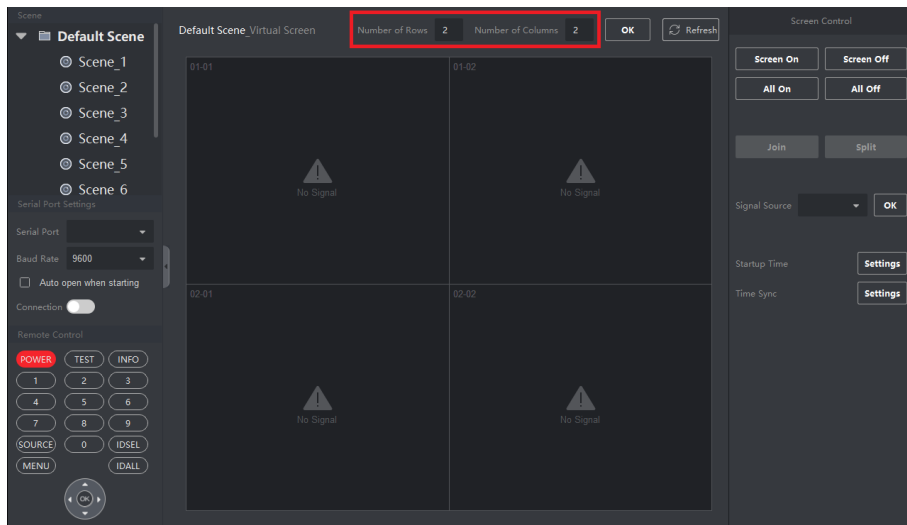 Scene
Default Scene
Scene_1
Scene_2
Scene_3
Scene_4
Scene_5
Scene 6
Serial Port Settings
Serial Port
Baud Rate 9600
Auto open when starting
Connection
Remote Control
POWER TEST INFO
1 2 3
4 5 6
7 8 9
SOURCE 0 IDSEL
MENU IDALL
OK
Default Scene_Virtual Screen Number of Rows 2 Number of Columns 2 OK Refresh
01-01 01-02
No Signal No Signal
02-01 02-02
No Signal No Signal
Screen Control
Screen On Screen Off
All On All Off
Join Split
Signal Source OK
Startup Time Settings
Time Sync Settings